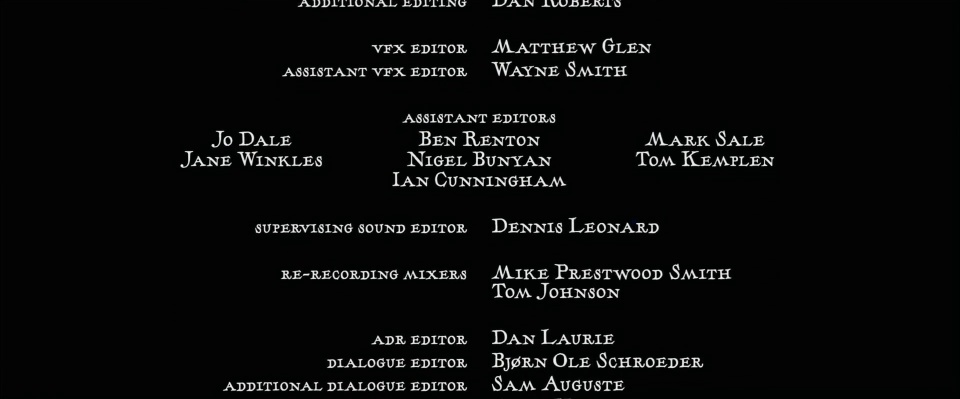 ADDITIONAL EDITING DAN ROBERTS
VFX EDITOR MATTHEW GLEN
ASSISTANT VFX EDITOR WAYNE SMITH
ASSISTANT EDITORS
JO DALE BEN RENTON MARK SALE
JANE WINKLES NIGEL BUNYAN TOM KEMPLEN
IAN CUNNINGHAM
SUPERVISING SOUND EDITOR DENNIS LEONARD
RE-RECORDING MIXERS MIKE PRESTWOOD SMITH
TOM JOHNSON
ADR EDITOR DAN LAURIE
DIALOGUE EDITOR BJØRN OLE SCHROEDER
ADDITIONAL DIALOGUE EDITOR SAM AUGUSTE